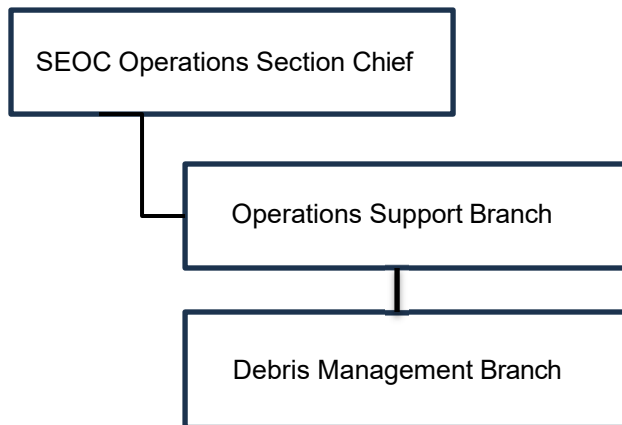 SEOC Operations Section Chief
Operations Support Branch
Debris Management Branch